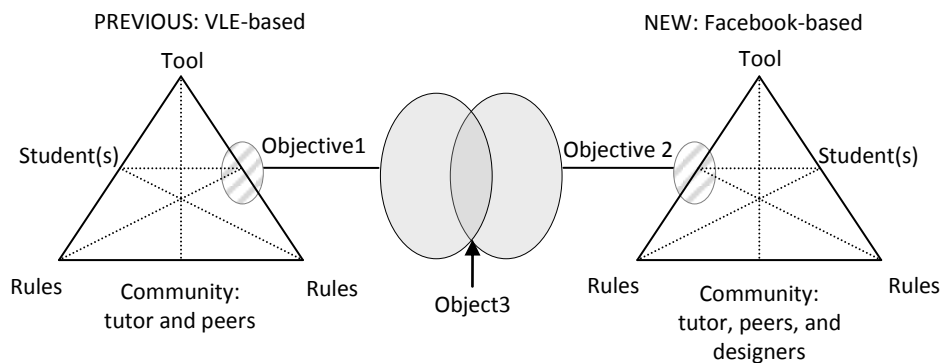 PREVIOUS: VLE-based
Tool
Student(s)
Objective1
Rules
Community:
tutor and peers
Rules
Object3
NEW: Facebook-based
Tool
Objective 2
Student(s)
Rules
Community:
tutor, peers, and
designers
Rules